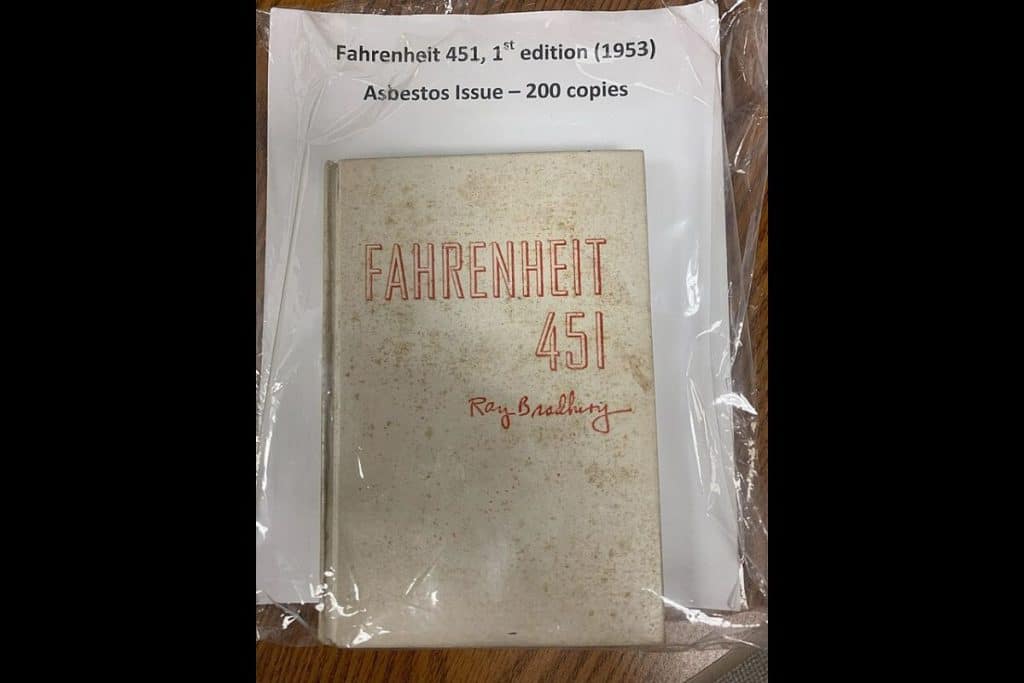 Fahrenheit 451, 1st edition (1953)
Asbestos Issue – 200 copies
FAHRENHEIT
451
Ray Bradbury